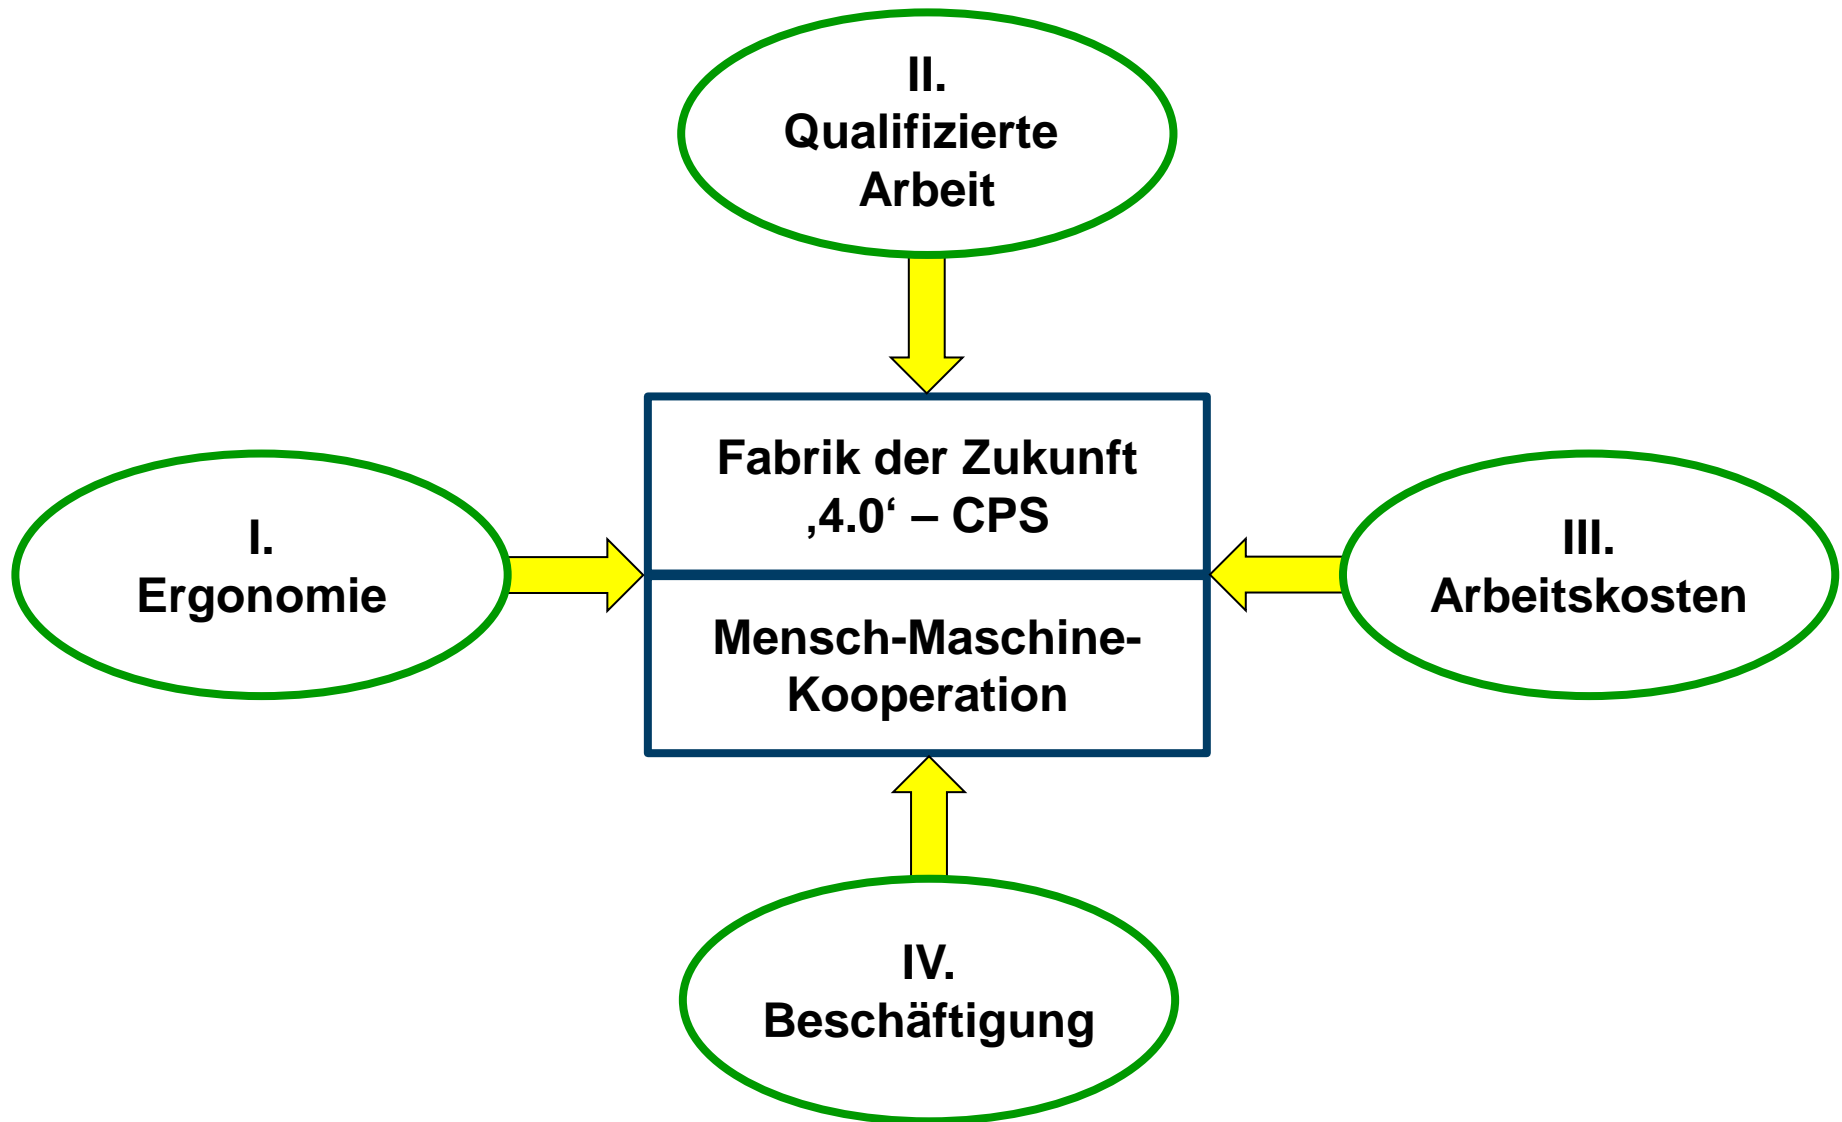 II.
Qualifizierte
Arbeit
Fabrik der Zukunft
‚4.0‘ – CPS
I.
Ergonomie
III.
Arbeitskosten
Mensch-Maschine-
Kooperation
IV.
Beschäftigung